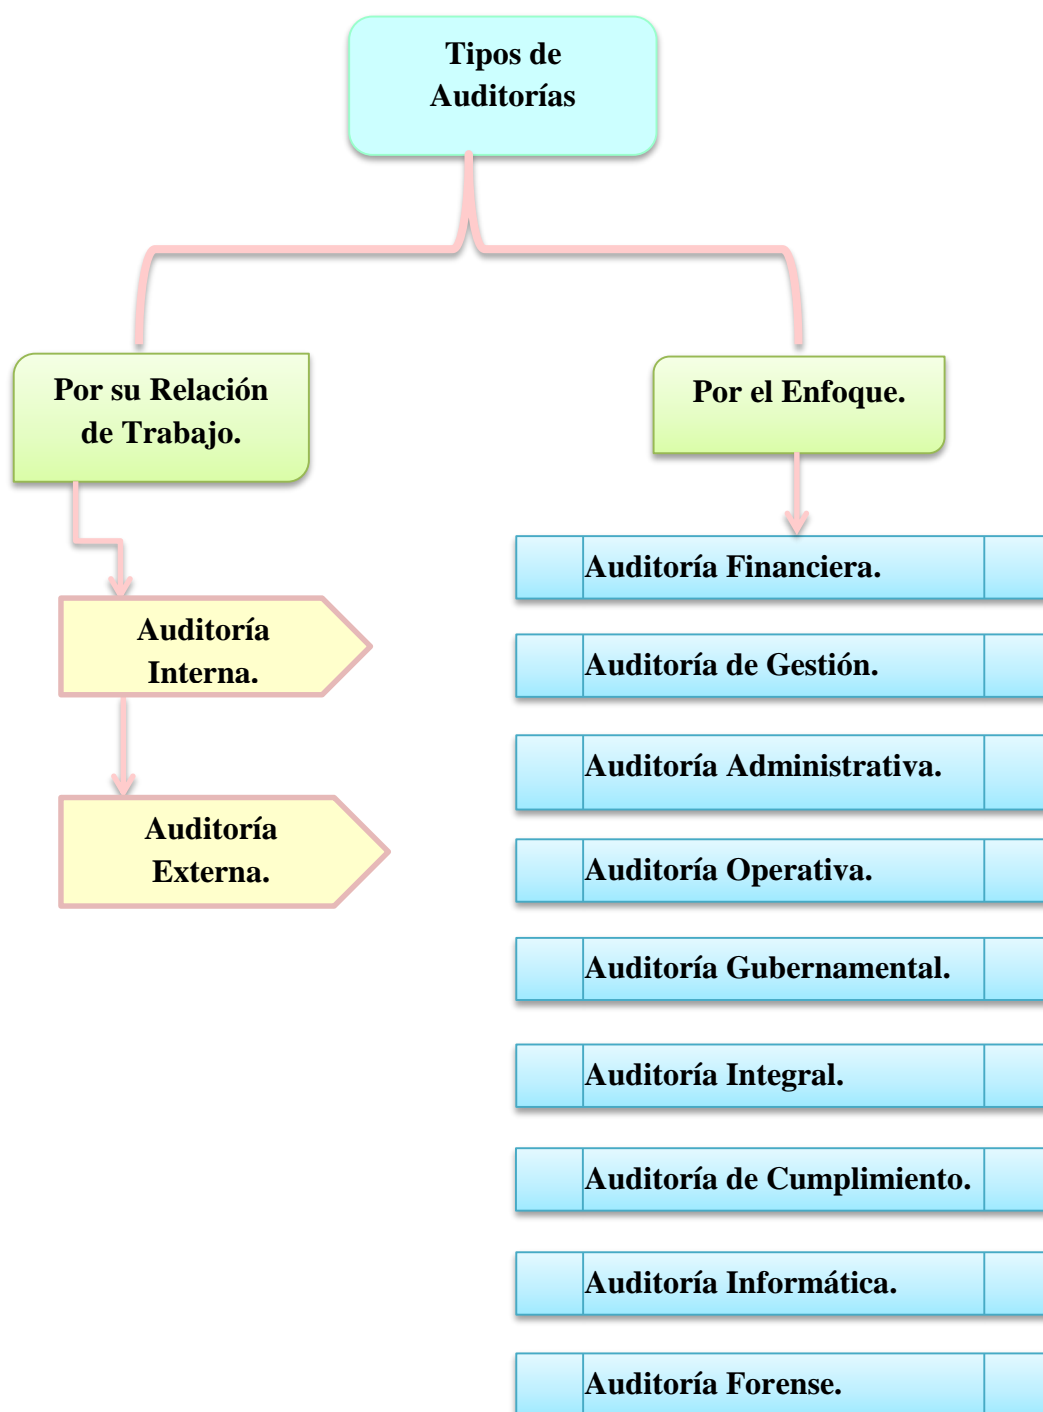 Tipos de
Auditorías
Por su Relación
de Trabajo.
Auditoría
Interna.
Auditoría
Externa.
Por el Enfoque.
Auditoría Financiera.
Auditoría de Gestión.
Auditoría Administrativa.
Auditoría Operativa.
Auditoría Gubernamental.
Auditoría Integral.
Auditoría de Cumplimiento.
Auditoría Informática.
Auditoría Forense.